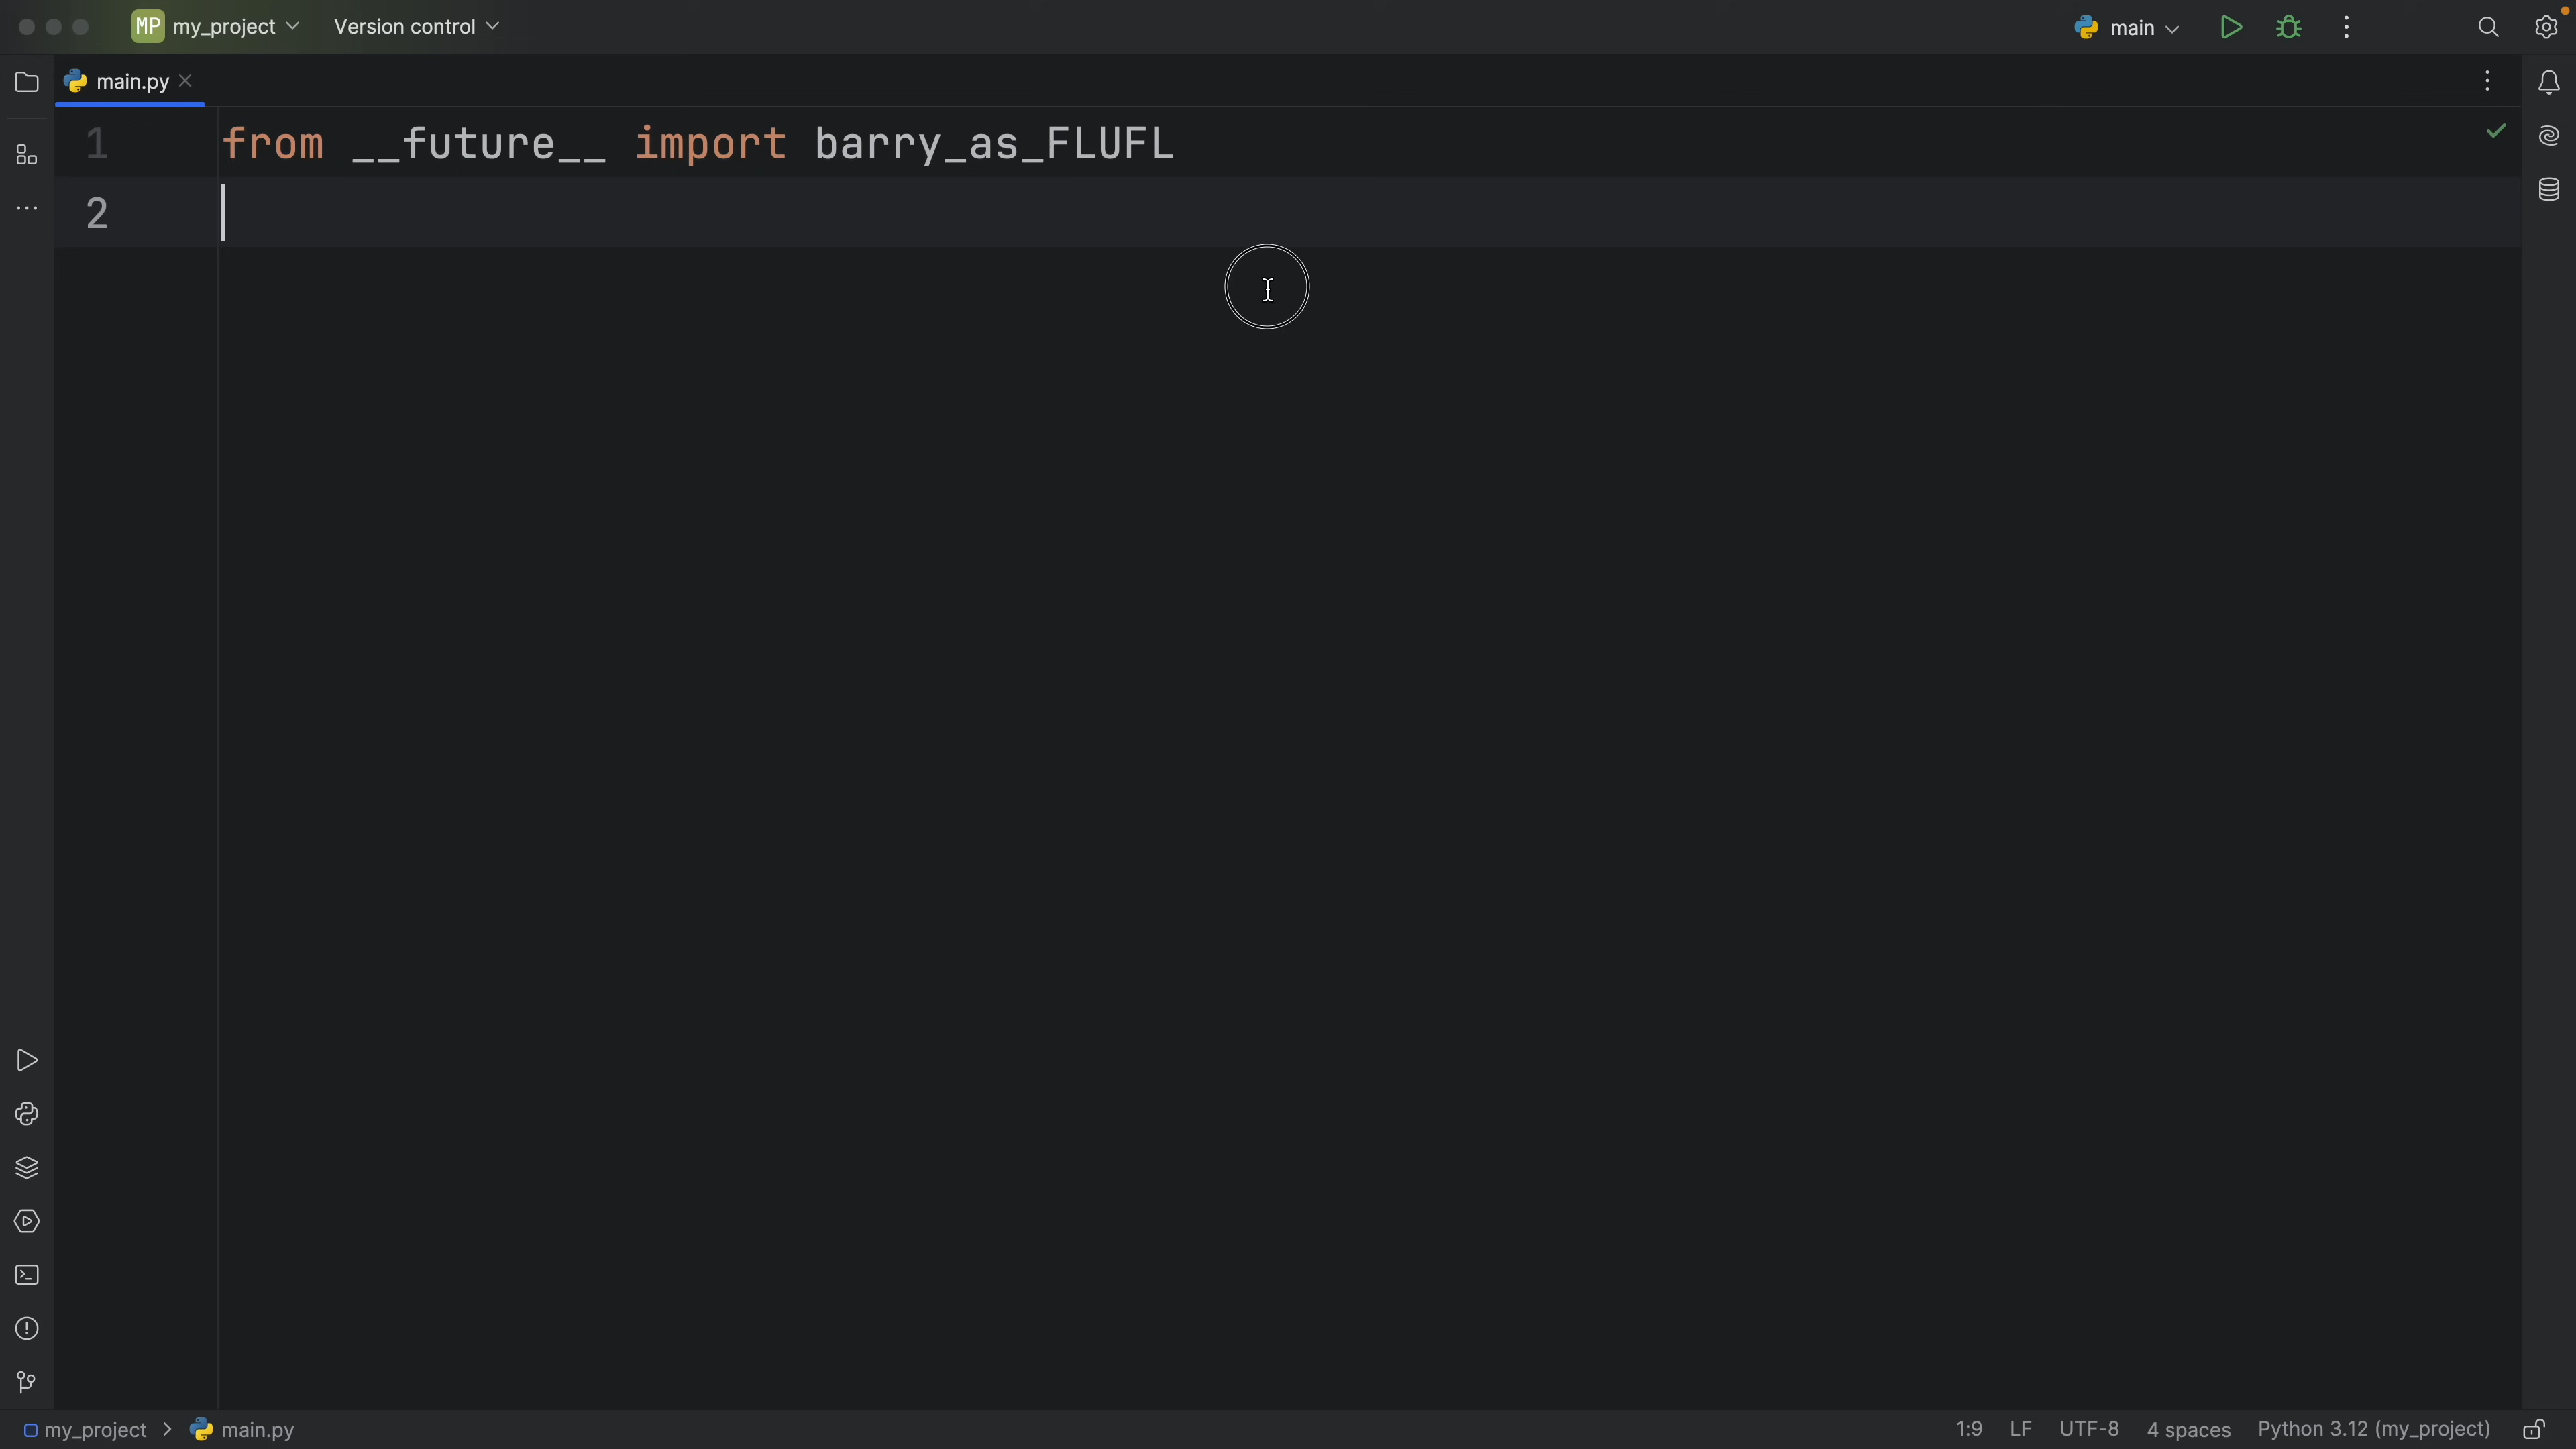 MP my_project Version control main
main.py
1 from __future__ import barry_as_FLUFL
2
my_project > main.py 1:9 LF UTF-8 4 spaces Python 3.12 (my_project)